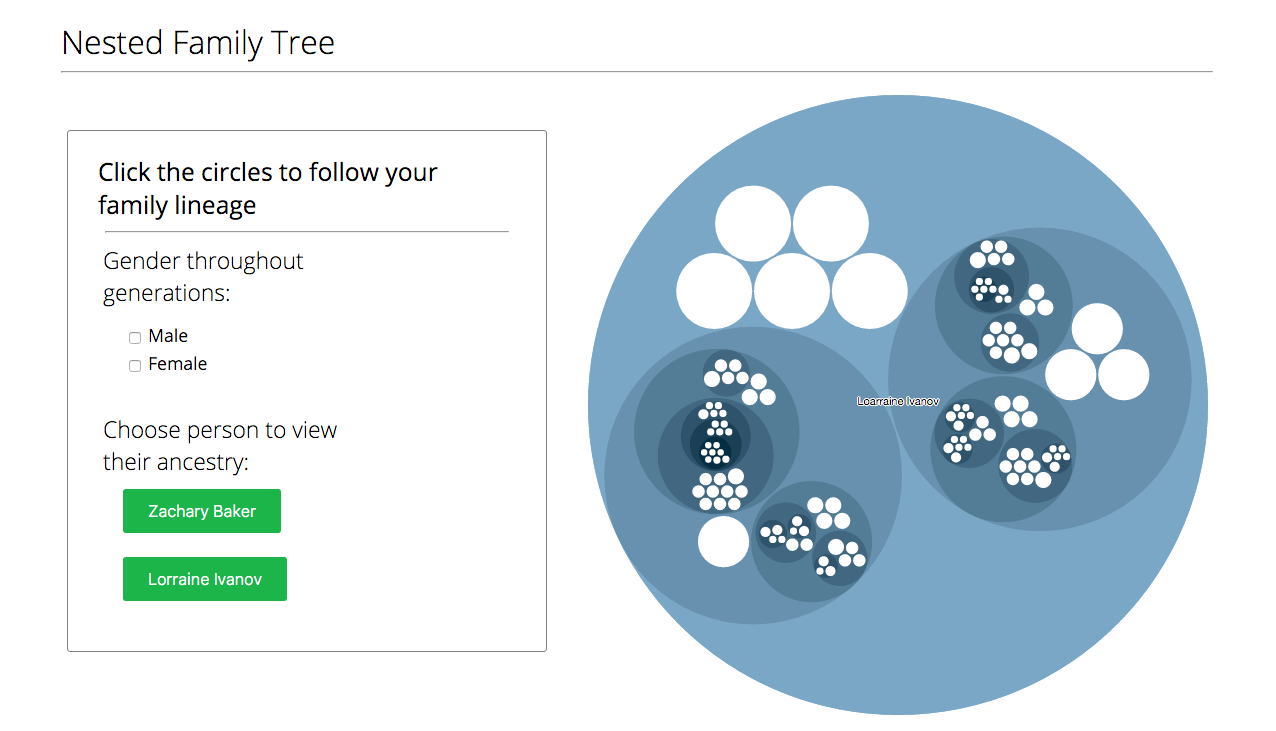 Nested Family Tree
Click the circles to follow your
family lineage
Gender throughout
generations:
Male
Female
Choose person to view
their ancestry:
Zachary Baker
Lorraine Ivanov
Loarraine Ivanov